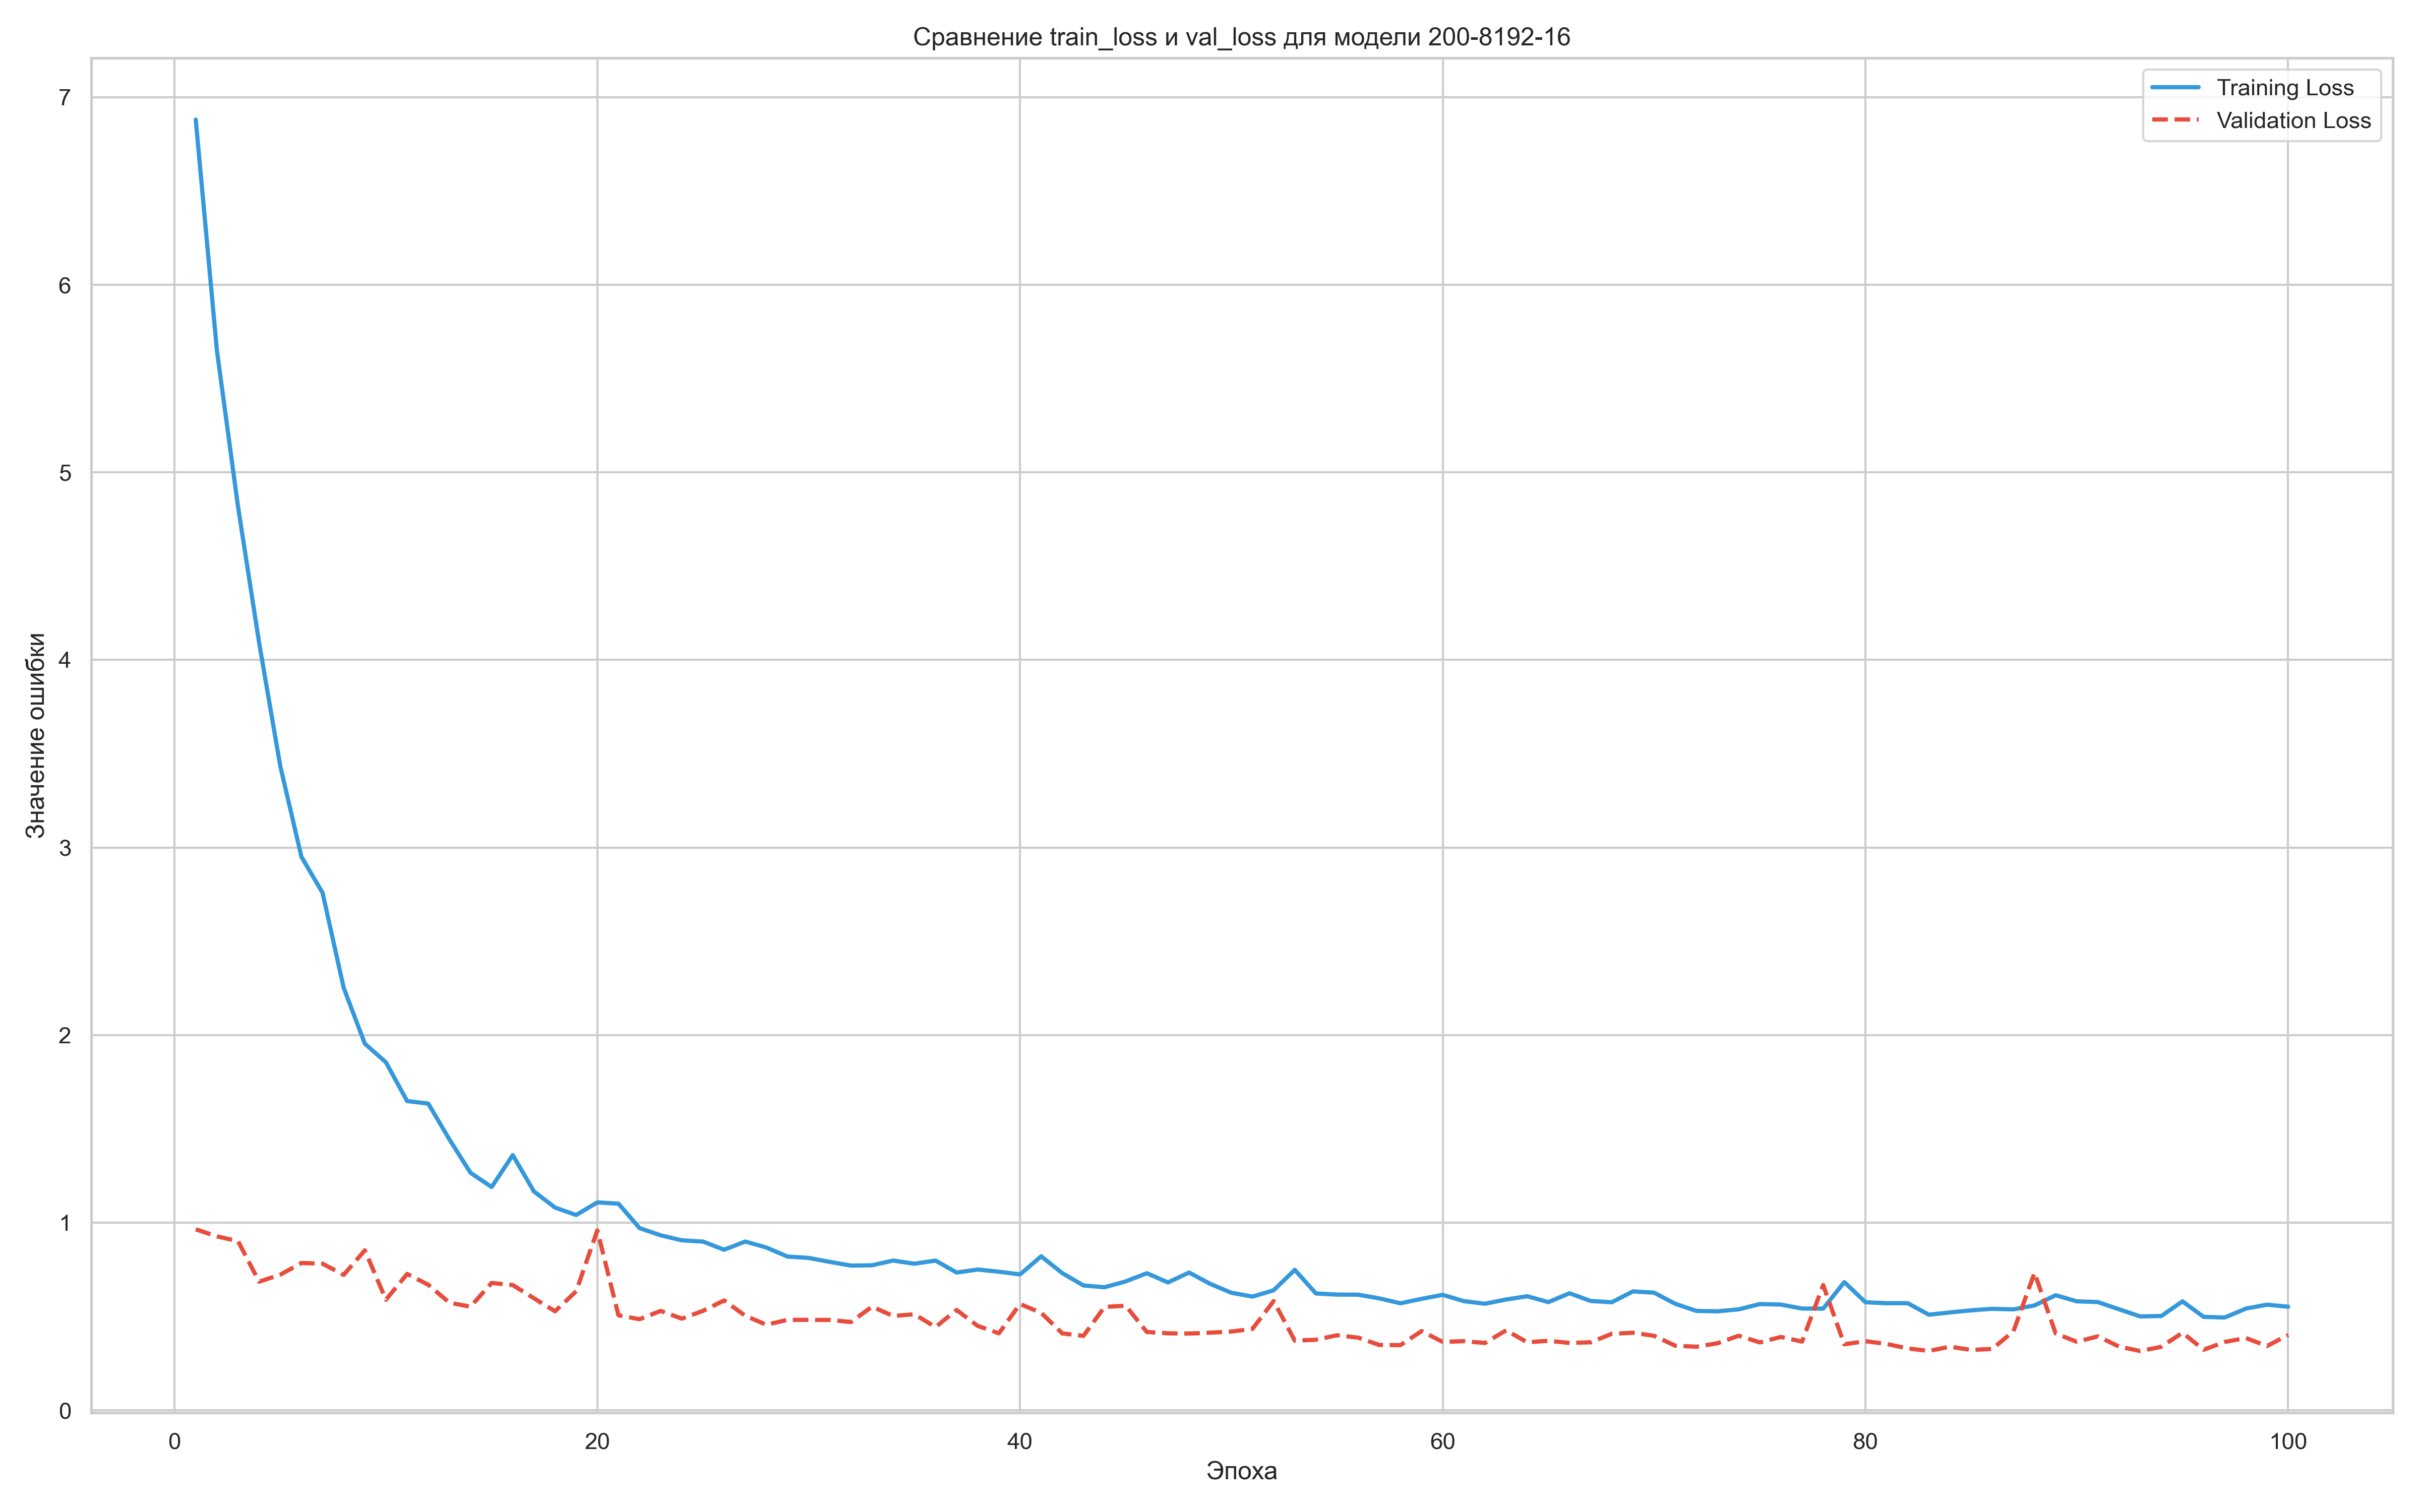 Сравнение train_loss и val_loss для модели 200-8192-16
Training Loss
Validation Loss
Значение ошибки
7
6
5
4
3
2
1
0
0 20 40 60 80 100
Эпоха